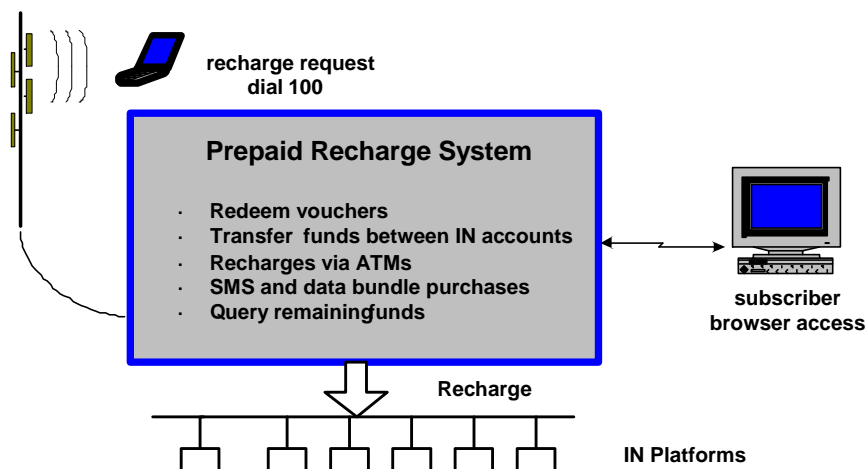 recharge request
dial 100
Prepaid Recharge System
· Redeem vouchers
· Transfer funds between IN accounts
· Recharges via ATMs
· SMS and data bundle purchases
· Query remainingfunds
subscriber
browser access
Recharge
IN Platforms